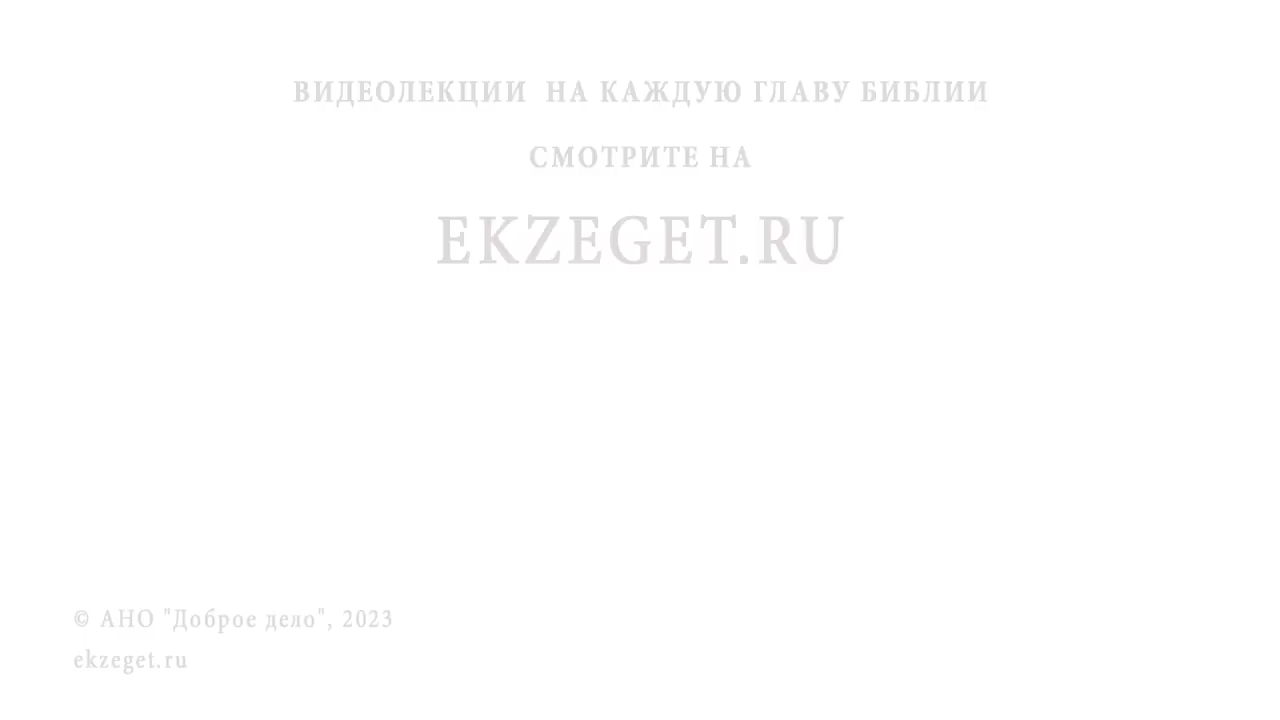 ВИДЕОЛЕКЦИИ НА КАЖДУЮ ГЛАВУ БИБЛИИ
СМОТРИТЕ НА
EKZEGET.RU
© АНО "Доброе дело", 2023
ekzeget.ru